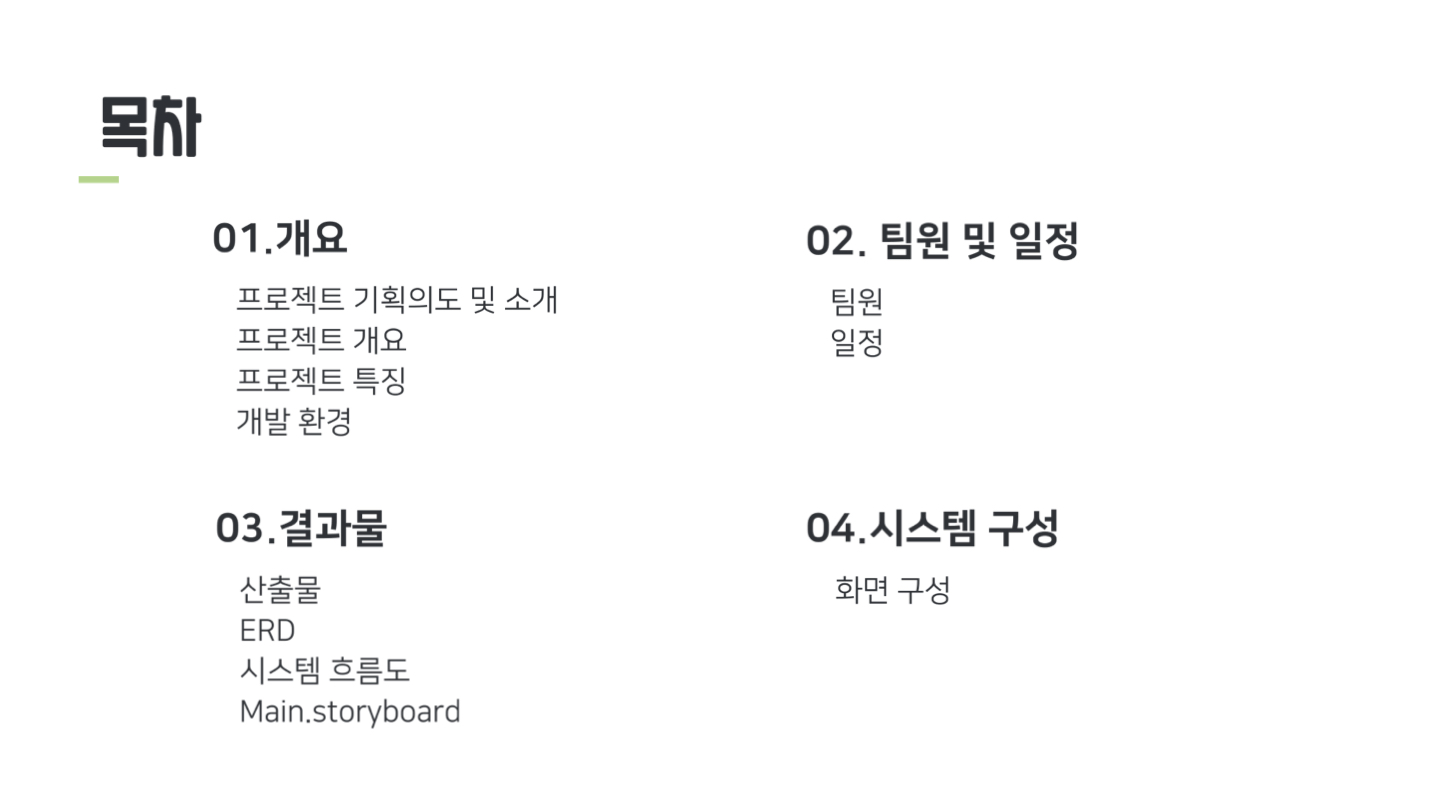 목차
01.개요
프로젝트 기획의도 및 소개
프로젝트 개요
프로젝트 특징
개발 환경
02. 팀원 및 일정
팀원
일정
03.결과물
산출물
ERD
시스템 흐름도
Main.storyboard
04.시스템 구성
화면 구성